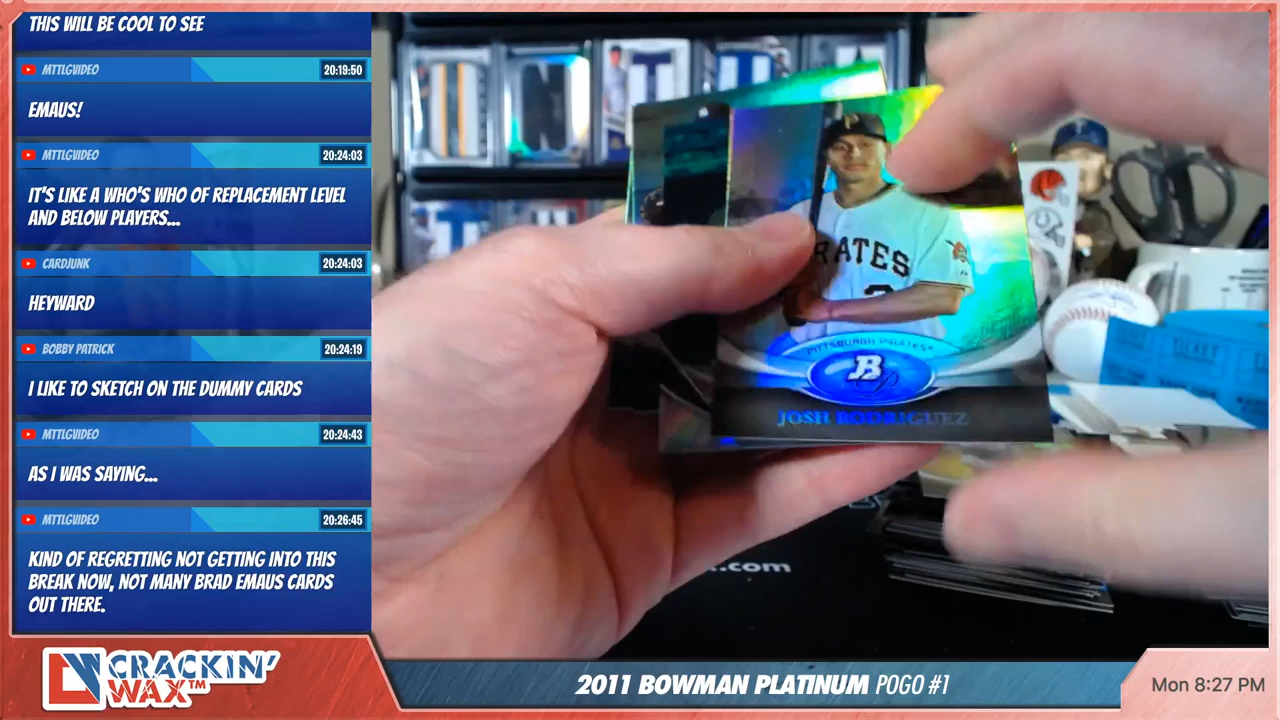 THIS WILL BE COOL TO SEE
MTTLGVIDEO 20:19:50
EMAUS!
MTTLGVIDEO 20:24:03
IT'S LIKE A WHO'S WHO OF REPLACEMENT LEVEL
AND BELOW PLAYERS...
CARDJUNK 20:24:03
HEYWARD
BOBBY PATRICK 20:24:19
I LIKE TO SKETCH ON THE DUMMY CARDS
MTTLGVIDEO 20:24:43
AS I WAS SAYING...
MTTLGVIDEO 20:26:45
KIND OF REGRETTING NOT GETTING INTO THIS
BREAK NOW, NOT MANY BRAD EMAUS CARDS
OUT THERE.
RATES
PITTSBURGH PIRATES
B
JOSH RODRIGUEZ
TICKET
.com
CRACKIN'
WAX™
2011 BOWMAN PLATINUM POGO #1
Mon 8:27 PM